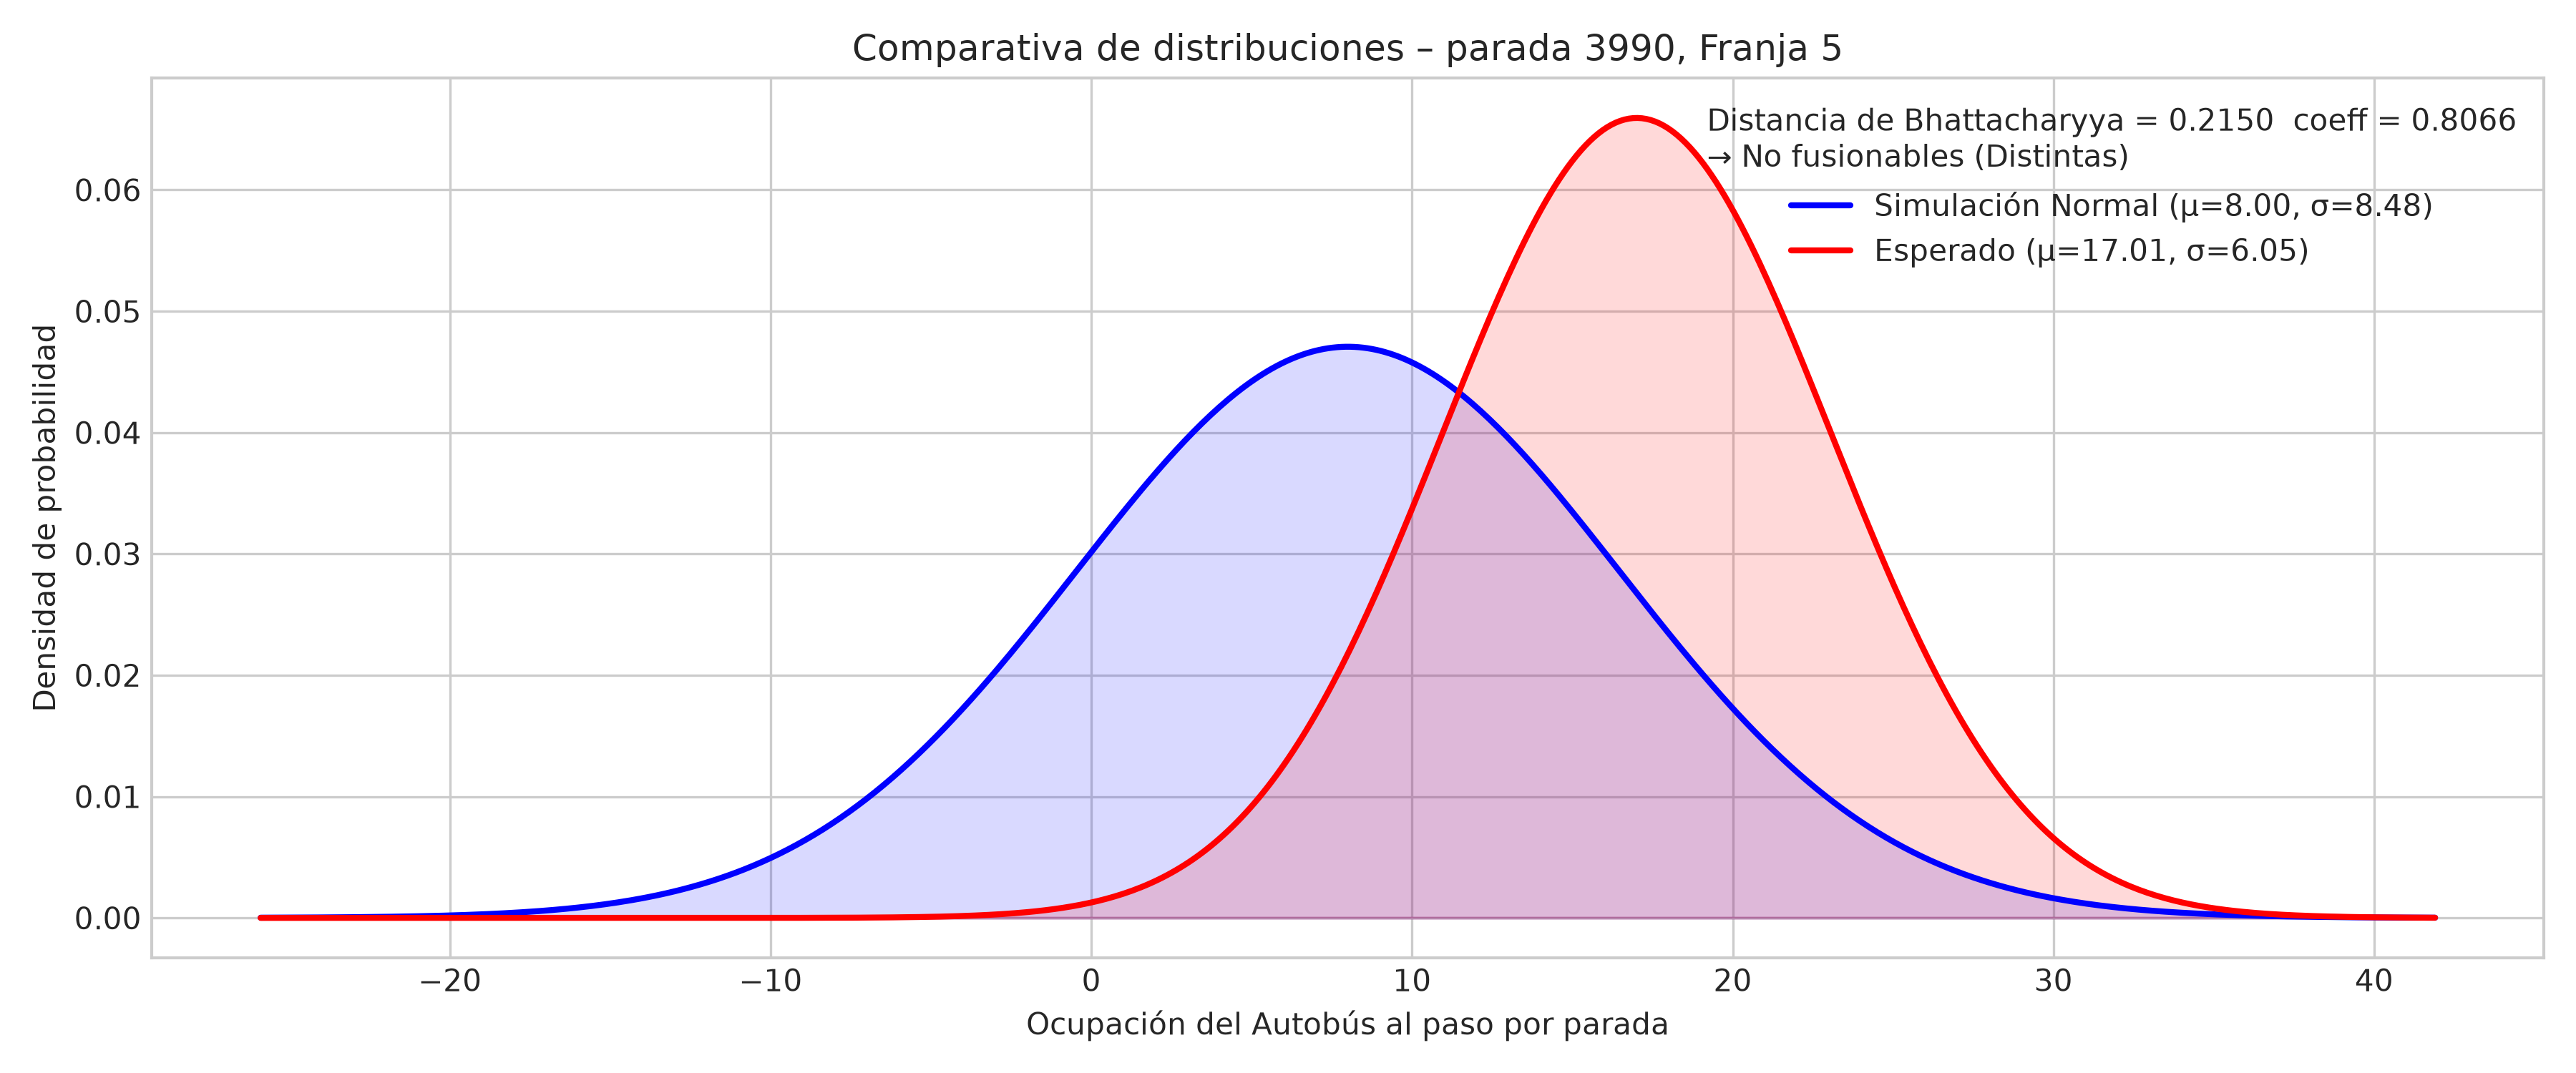 Comparativa de distribuciones – parada 3990, Franja 5
Distancia de Bhattacharyya = 0.2150  coeff = 0.8066
→ No fusionables (Distintas)
Simulación Normal (μ=8.00, σ=8.48)
Esperado (μ=17.01, σ=6.05)
Densidad de probabilidad
0.06
0.05
0.04
0.03
0.02
0.01
0.00
−20 −10 0 10 20 30 40
Ocupación del Autobús al paso por parada